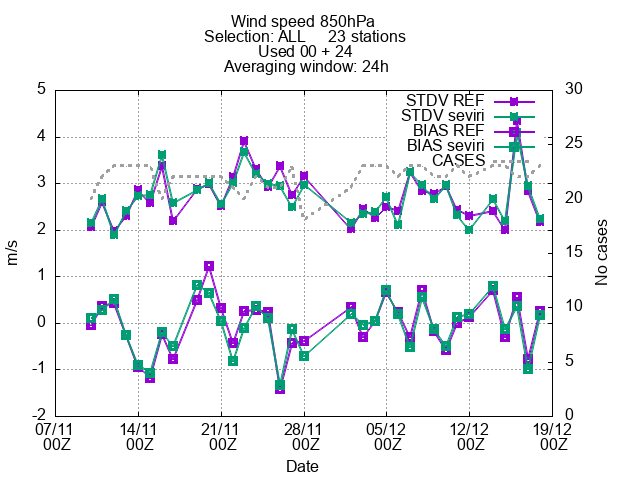 Wind speed 850hPa
Selection: ALL     23 stations
Used 00 + 24
Averaging window: 24h
STDV REF
STDV seviri
BIAS REF
BIAS seviri
CASES
5
4
3
2
1
0
-1
-2
m/s
30
25
20
15
10
5
0
No cases
07/11 14/11 21/11 28/11 05/12 12/12 19/12
00Z 00Z 00Z 00Z 00Z 00Z 00Z
Date